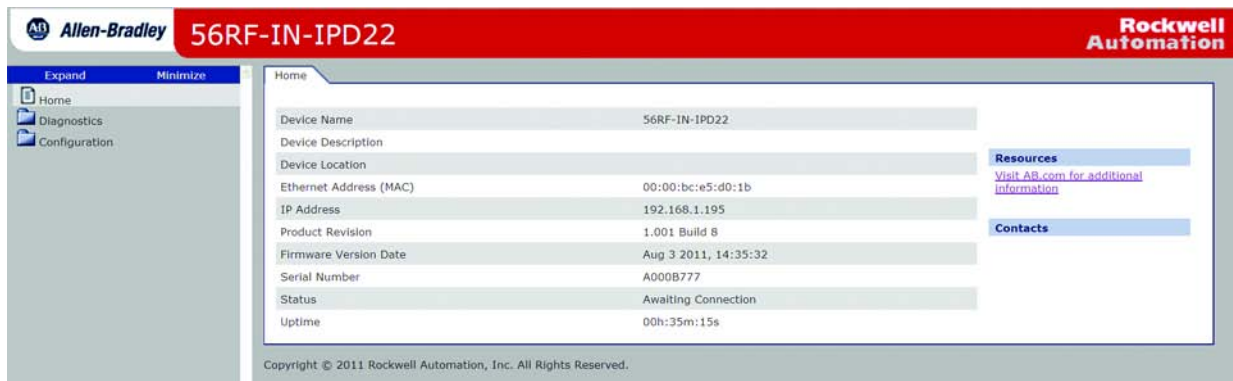 AB Allen-Bradley 56RF-IN-IPD22 Rockwell Automation
Expand Minimize
Home
Diagnostics
Configuration
Home
Device Name 56RF-IN-IPD22
Device Description
Device Location
Ethernet Address (MAC) 00:00:bc:e5:d0:1b
IP Address 192.168.1.195
Product Revision 1.001 Build 8
Firmware Version Date Aug 3 2011, 14:35:32
Serial Number A000B777
Status Awaiting Connection
Uptime 00h:35m:15s
Resources
Visit AB.com for additional
information
Contacts
Copyright © 2011 Rockwell Automation, Inc. All Rights Reserved.